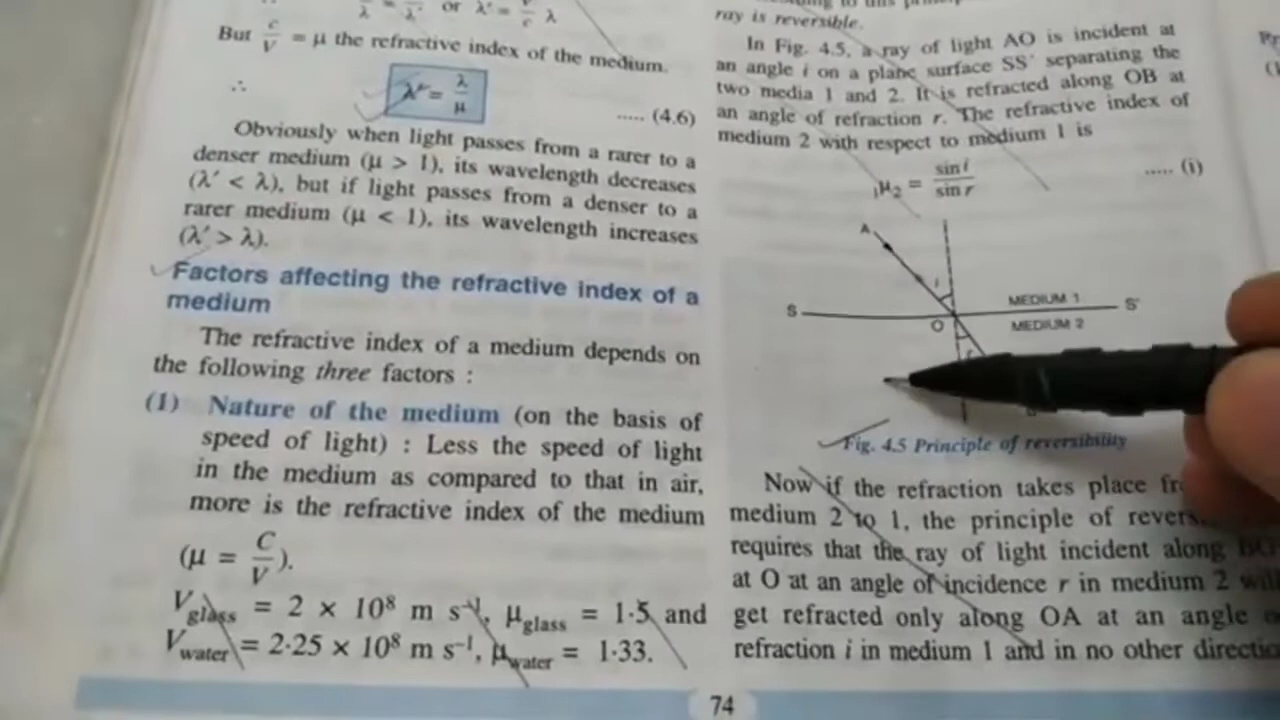 λ = λ' or λ' = V/c λ
But c/V = μ the refractive index of the medium.
∴ λ' = λ/μ ..... (4.6)
Obviously when light passes from a rarer to a
denser medium (μ > 1), its wavelength decreases
(λ' < λ), but if light passes from a denser to a
rarer medium (μ < 1), its wavelength increases
(λ' > λ).
Factors affecting the refractive index of a
medium
The refractive index of a medium depends on
the following three factors :
(1) Nature of the medium (on the basis of
speed of light) : Less the speed of light
in the medium as compared to that in air,
more is the refractive index of the medium
(μ = C/V).
Vglass = 2 × 10⁸ m s⁻¹, μglass = 1·5 and
Vwater = 2·25 × 10⁸ m s⁻¹, μwater = 1·33.
ray is reversible.
In Fig. 4.5, a ray of light AO is incident at
an angle i on a plane surface SS' separating the
two media 1 and 2. It is refracted along OB at
an angle of refraction r. The refractive index of
medium 2 with respect to medium 1 is
₁μ₂ = sin i/sin r ..... (i)
A
i
S
MEDIUM 1
S'
O
MEDIUM 2
r
Fig. 4.5 Principle of reversibility
Now if the refraction takes place
medium 2 to 1, the principle of
requires that the ray of light incident along
at O at an angle of incidence r in medium 2 will
get refracted only along OA at an angle
refraction i in medium 1 and in no other
74